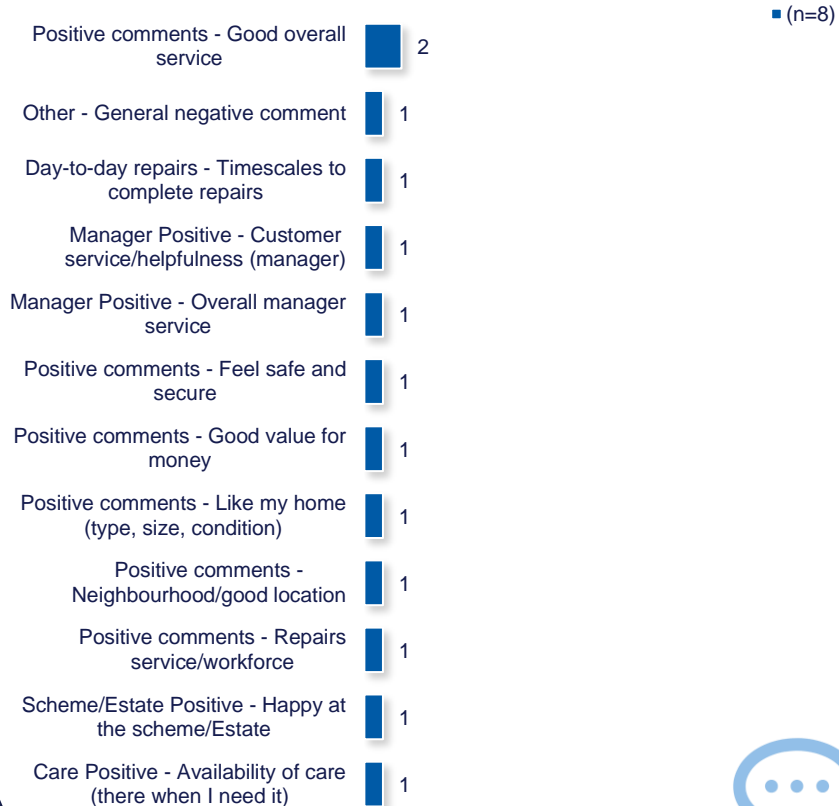 (n=8)
Positive comments - Good overall
service
2
Other - General negative comment
1
Day-to-day repairs - Timescales to
complete repairs
1
Manager Positive - Customer
service/helpfulness (manager)
1
Manager Positive - Overall manager
service
1
Positive comments - Feel safe and
secure
1
Positive comments - Good value for
money
1
Positive comments - Like my home
(type, size, condition)
1
Positive comments -
Neighbourhood/good location
1
Positive comments - Repairs
service/workforce
1
Scheme/Estate Positive - Happy at
the scheme/Estate
1
Care Positive - Availability of care
(there when I need it)
1